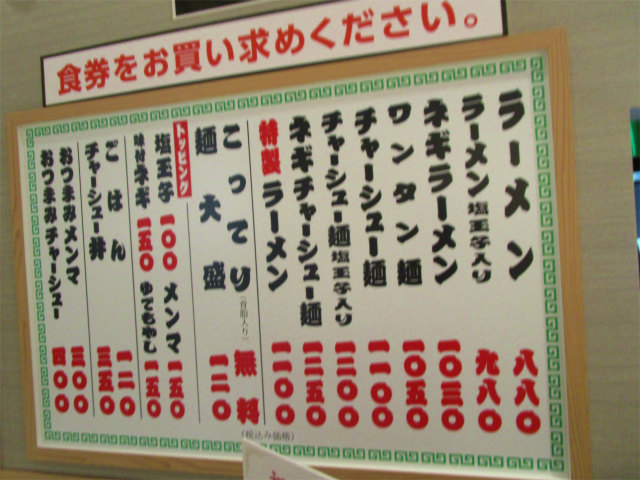 食券をお買い求めください。
ラーメン 八八〇
ラーメン塩玉子入り 九八〇
ネギラーメン 一〇三〇
ワンタン麺 一〇五〇
チャーシュー麺 一一〇〇
チャーシュー麺塩玉子入り 一二〇〇
ネギチャーシュー麺 一二五〇
特製ラーメン
こってり（背脂入り） 無料
麺大盛 一二〇
トッピング
塩玉子 一〇〇 メンマ 一五〇
味付ネギ 一五〇 ゆでもやし 一五〇
ごはん 一二〇
チャーシュー丼 三五〇
おつまみメンマ 三〇〇
おつまみチャーシュー 四〇〇
（税込み価格）